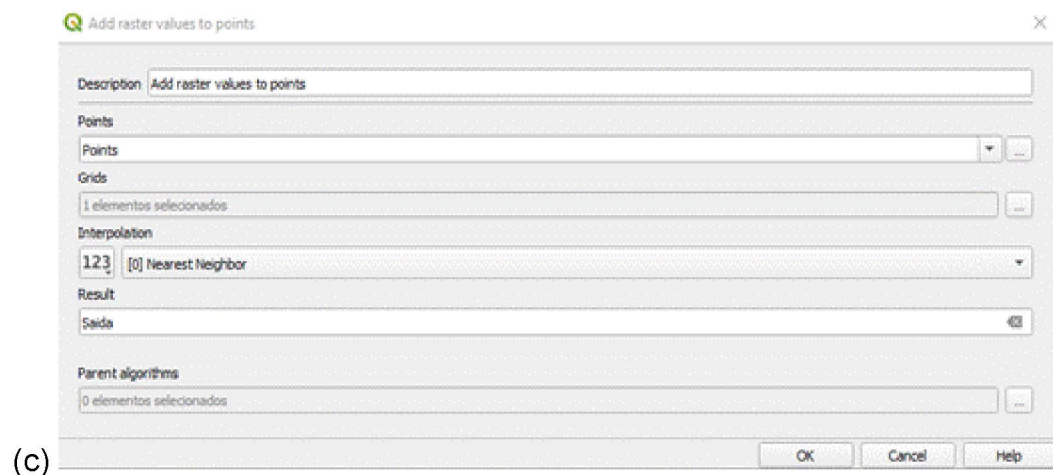 Add raster values to points
Description Add raster values to points
Points
Points
...
Grids
1 elementos selecionados
...
Interpolation
123 [0] Nearest Neighbor
Result
Saida
Parent algorithms
0 elementos selecionados
...
OK Cancel Help
(c)